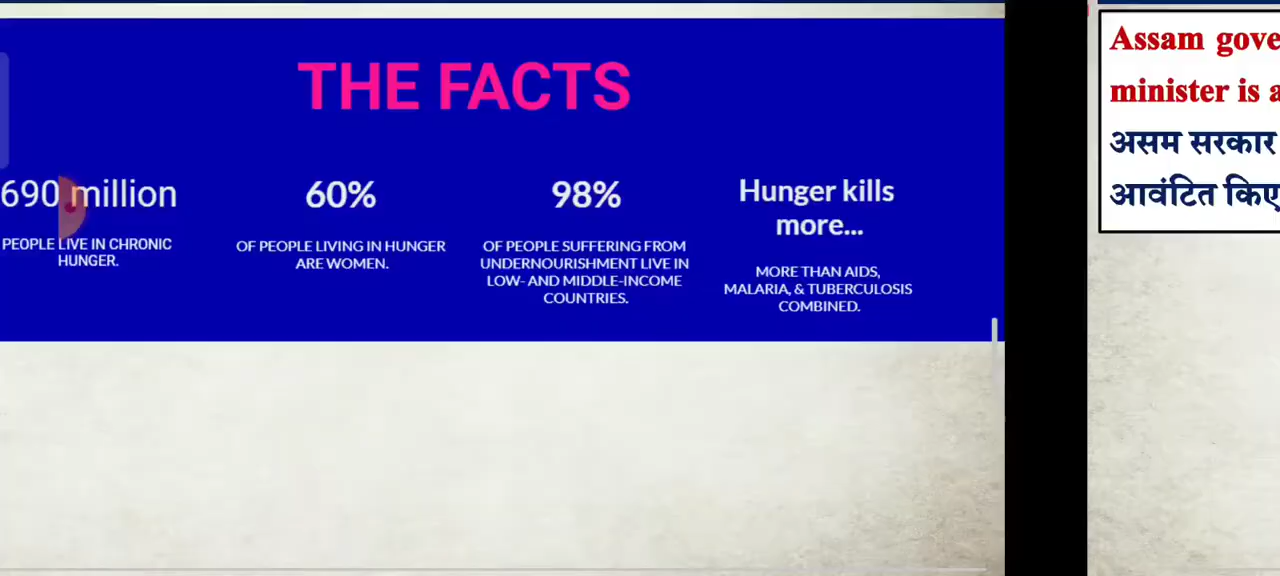 THE FACTS
690 million
PEOPLE LIVE IN CHRONIC
HUNGER.
60%
OF PEOPLE LIVING IN HUNGER
ARE WOMEN.
98%
OF PEOPLE SUFFERING FROM
UNDERNOURISHMENT LIVE IN
LOW- AND MIDDLE-INCOME
COUNTRIES.
Hunger kills
more...
MORE THAN AIDS,
MALARIA, & TUBERCULOSIS
COMBINED.
Assam gove
minister is a
असम सरकार
आवंटित किए